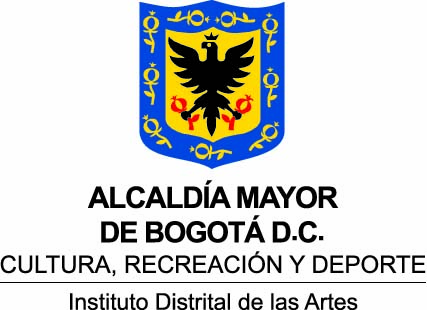 ALCALDÍA MAYOR
DE BOGOTÁ D.C.
CULTURA, RECREACIÓN Y DEPORTE
Instituto Distrital de las Artes